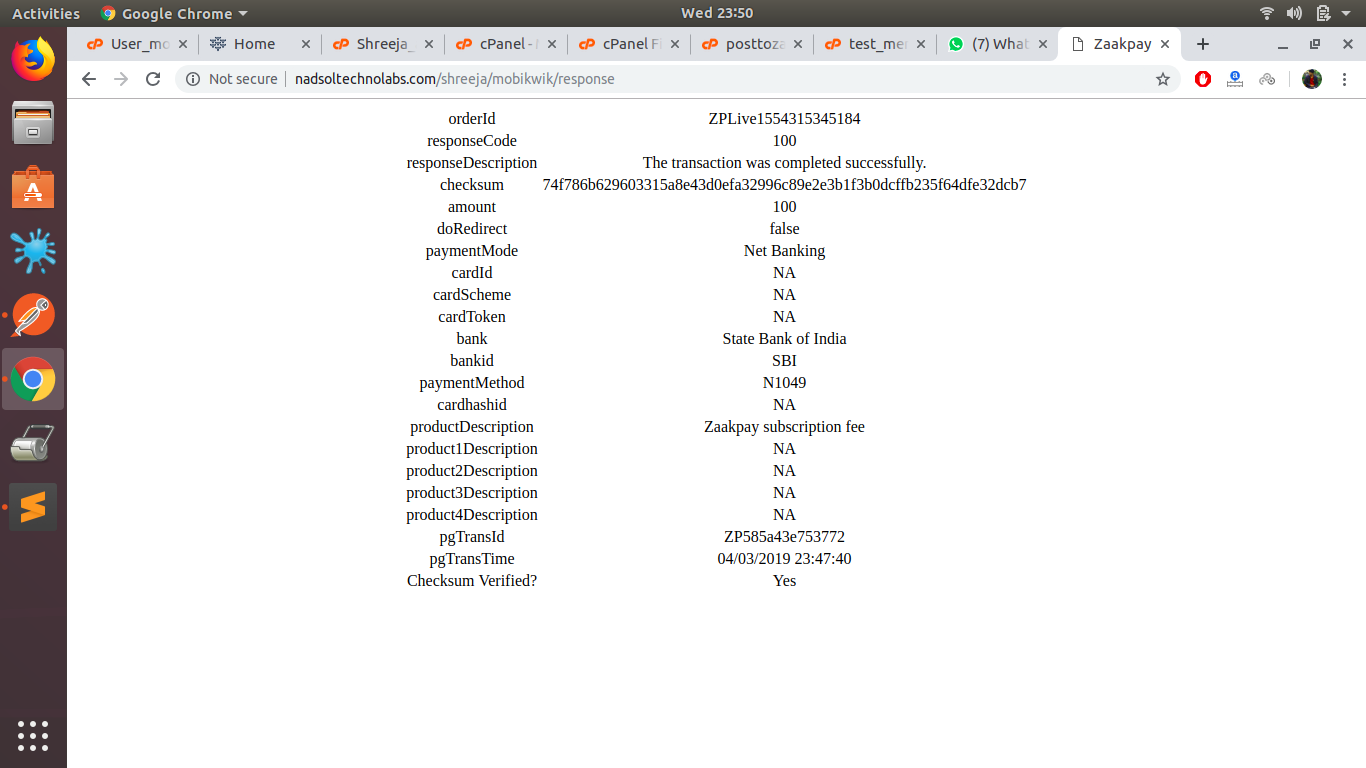 Activities Google Chrome Wed 23:50
User_mo Home Shreeja_ cPanel - cPanel F posttoza test_mer (7) What Zaakpay
Not secure nadsoltechnolabs.com/shreeja/mobikwik/response
orderId ZPLive1554315345184
responseCode 100
responseDescription The transaction was completed successfully.
checksum 74f786b629603315a8e43d0efa32996c89e2e3b1f3b0dcffb235f64dfe32dcb7
amount 100
doRedirect false
paymentMode Net Banking
cardId NA
cardScheme NA
cardToken NA
bank State Bank of India
bankid SBI
paymentMethod N1049
cardhashid NA
productDescription Zaakpay subscription fee
product1Description NA
product2Description NA
product3Description NA
product4Description NA
pgTransId ZP585a43e753772
pgTransTime 04/03/2019 23:47:40
Checksum Verified? Yes